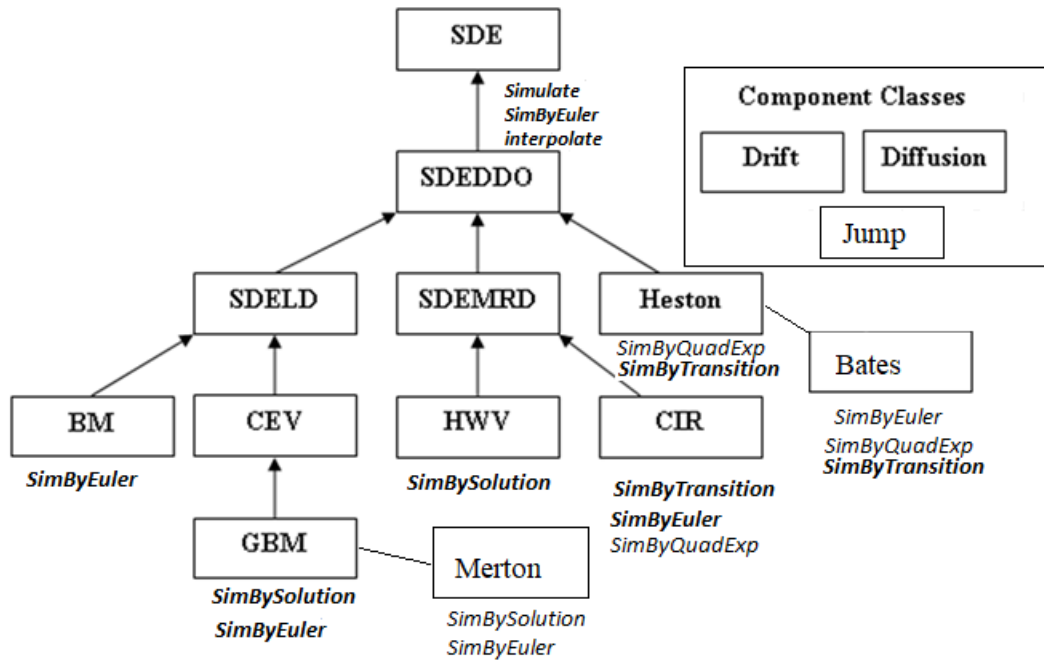 SDE
Simulate
SimByEuler
interpolate
Component Classes
Drift
Diffusion
Jump
SDEDDO
SDELD
SDEMRD
Heston
SimByQuadExp
SimByTransition
Bates
SimByEuler
SimByQuadExp
SimByTransition
BM
SimByEuler
CEV
HWV
SimBySolution
CIR
SimByTransition
SimByEuler
SimByQuadExp
GBM
SimBySolution
SimByEuler
Merton
SimBySolution
SimByEuler